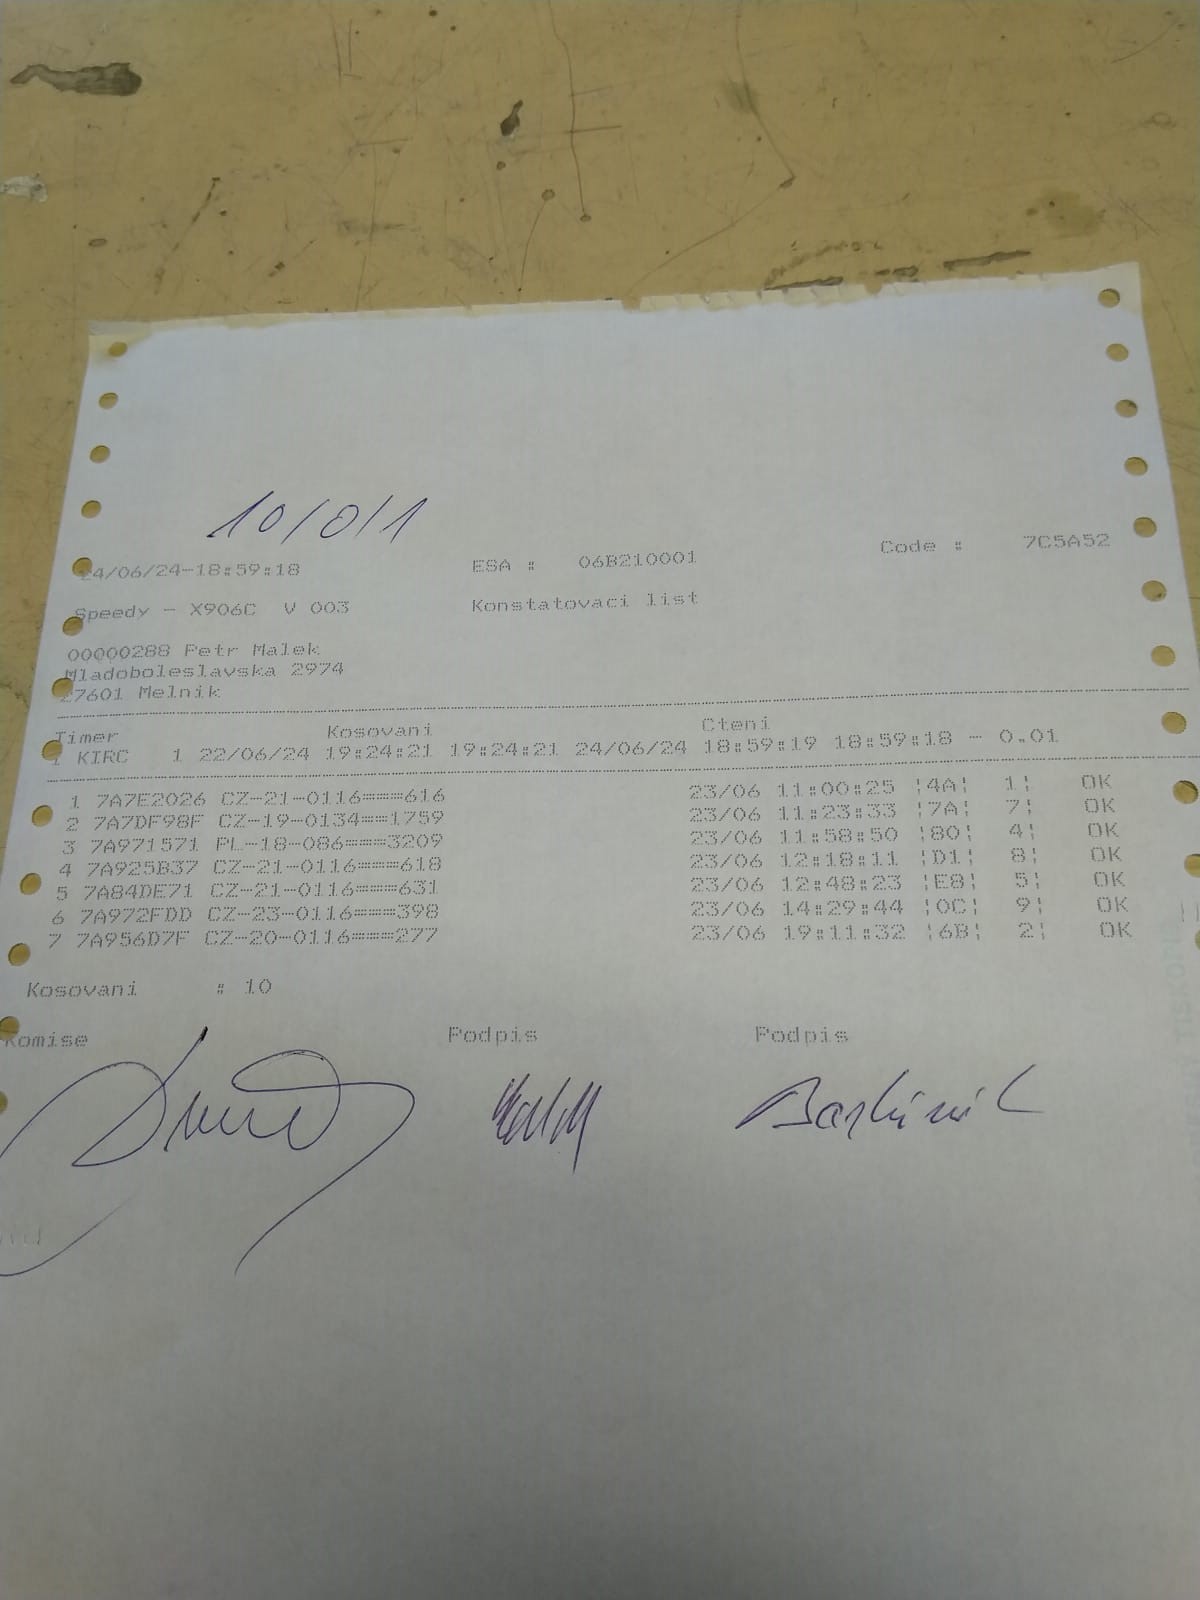 10/0/1
24/06/24-18:59:18 ESA : 06B210001 Code : 7C5A52
Speedy - X906C V 003 Konstatovaci list
00000288 Petr Malek
Mladoboleslavska 2974
27601 Melnik
Timer Kosovani Cteni
1 KIRC 1 22/06/24 19:24:21 19:24:21 24/06/24 18:59:19 18:59:18 - 0.01
1 7A7E2026 CZ-21-0116===616 23/06 11:00:25 ¦4A¦ 1¦ OK
2 7A7DF98F CZ-19-0134==1759 23/06 11:23:33 ¦7A¦ 7¦ OK
3 7A971571 PL-18-086===3209 23/06 11:58:50 ¦80¦ 4¦ OK
4 7A925B37 CZ-21-0116===618 23/06 12:18:11 ¦D1¦ 8¦ OK
5 7A84DE71 CZ-21-0116===631 23/06 12:48:23 ¦E8¦ 5¦ OK
6 7A972FDD CZ-23-0116===398 23/06 14:29:44 ¦0C¦ 9¦ OK
7 7A956D7F CZ-20-0116===277 23/06 19:11:32 ¦6B¦ 2¦ OK
Kosovani : 10
Komise Podpis Podpis